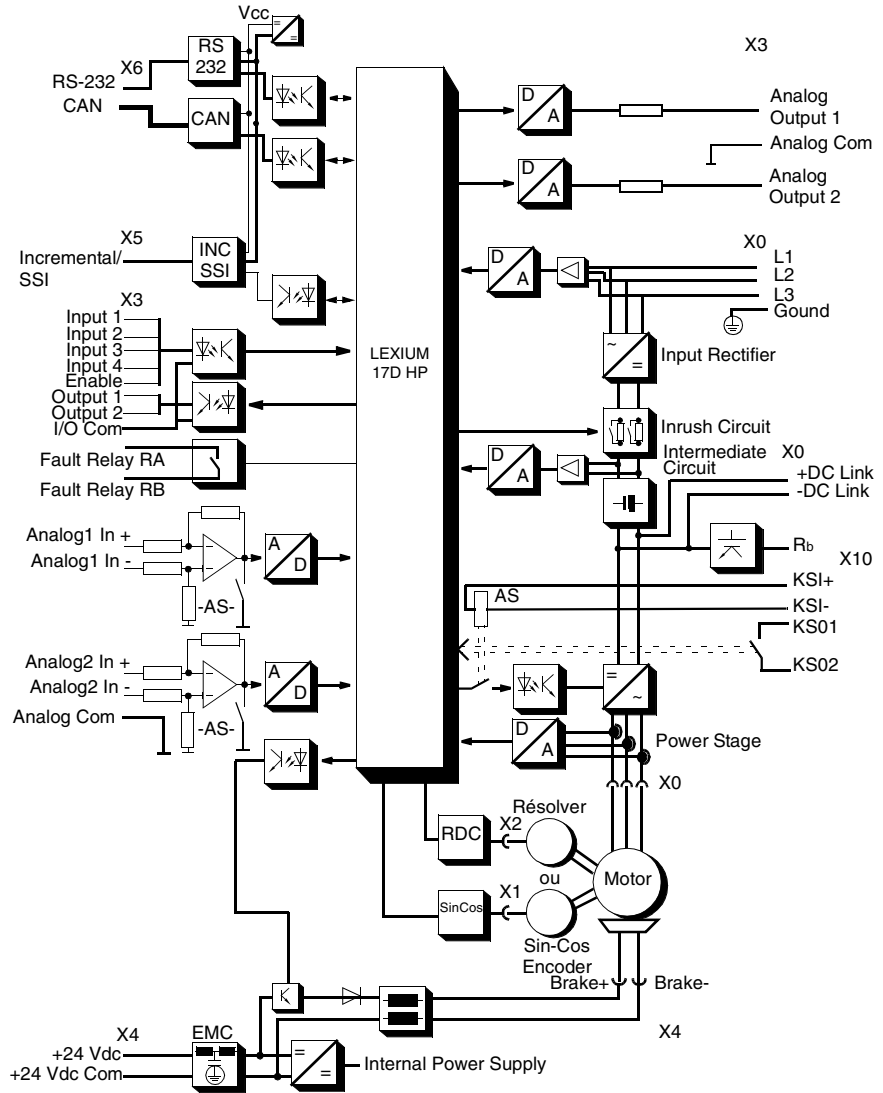 Vcc
X3
RS
232
X6
RS-232
CAN
CAN
D
A
Analog
Output 1
Analog Com
D
A
Analog
Output 2
X5
Incremental/
SSI
INC
SSI
X0
L1
L2
L3
Gound
D
A
X3
Input 1
Input 2
Input 3
Input 4
Enable
Output 1
Output 2
I/O Com
LEXIUM
17D HP
~
=
Input Rectifier
Inrush Circuit
Intermediate
Circuit
X0
+DC Link
-DC Link
D
A
Fault Relay RA
Fault Relay RB
Rb
X10
Analog1 In +
Analog1 In -
-AS-
A
D
AS
KSI+
KSI-
KS01
KS02
Analog2 In +
Analog2 In -
-AS-
A
D
Analog Com
=
~
D
A
Power Stage
X0
RDC
X2
Résolver
ou
Motor
SinCos
X1
Sin-Cos
Encoder
Brake+
Brake-
X4
X4
EMC
+24 Vdc
+24 Vdc Com
=
=
Internal Power Supply